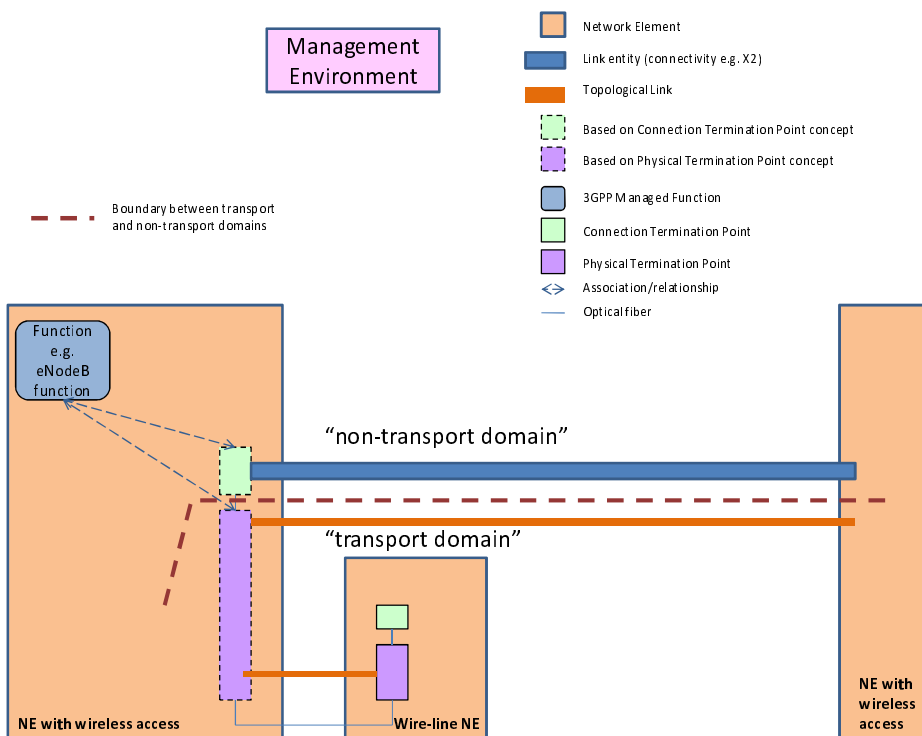 Management
Environment
Network Element
Link entity (connectivity e.g. X2)
Topological Link
Based on Connection Termination Point concept
Based on Physical Termination Point concept
3GPP Managed Function
Connection Termination Point
Physical Termination Point
Association/relationship
Optical fiber
Boundary between transport
and non-transport domains
Function
e.g.
eNodeB
function
“non-transport domain”
“transport domain”
NE with wireless access
Wire-line NE
NE with
wireless
access